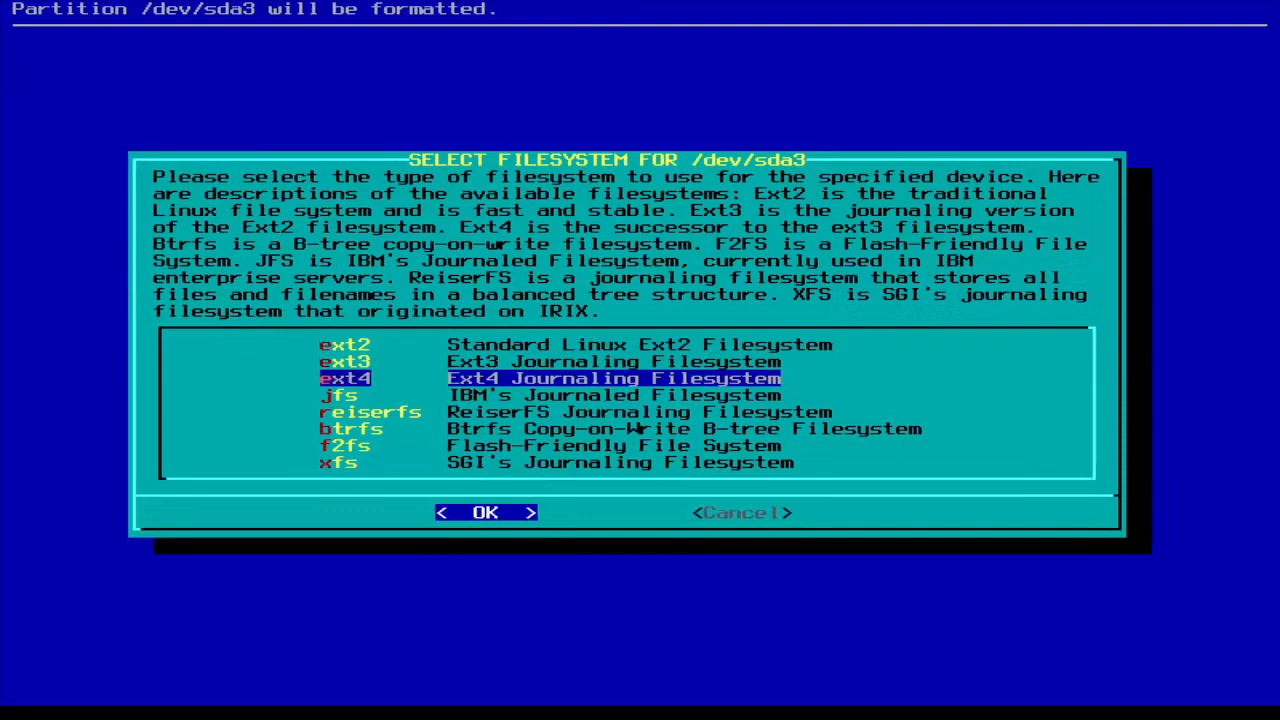 Partition /dev/sda3 will be formatted.
SELECT FILESYSTEM FOR /dev/sda3
Please select the type of filesystem to use for the specified device. Here
are descriptions of the available filesystems: Ext2 is the traditional
Linux file system and is fast and stable. Ext3 is the journaling version
of the Ext2 filesystem. Ext4 is the successor to the ext3 filesystem.
Btrfs is a B-tree copy-on-write filesystem. F2FS is a Flash-Friendly File
System. JFS is IBM's Journaled Filesystem, currently used in IBM
enterprise servers. ReiserFS is a journaling filesystem that stores all
files and filenames in a balanced tree structure. XFS is SGI's journaling
filesystem that originated on IRIX.
ext2 Standard Linux Ext2 Filesystem
ext3 Ext3 Journaling Filesystem
ext4 Ext4 Journaling Filesystem
jfs IBM's Journaled Filesystem
reiserfs ReiserFS Journaling Filesystem
btrfs Btrfs Copy-on-Write B-tree Filesystem
f2fs Flash-Friendly File System
xfs SGI's Journaling Filesystem
< OK > <Cancel>